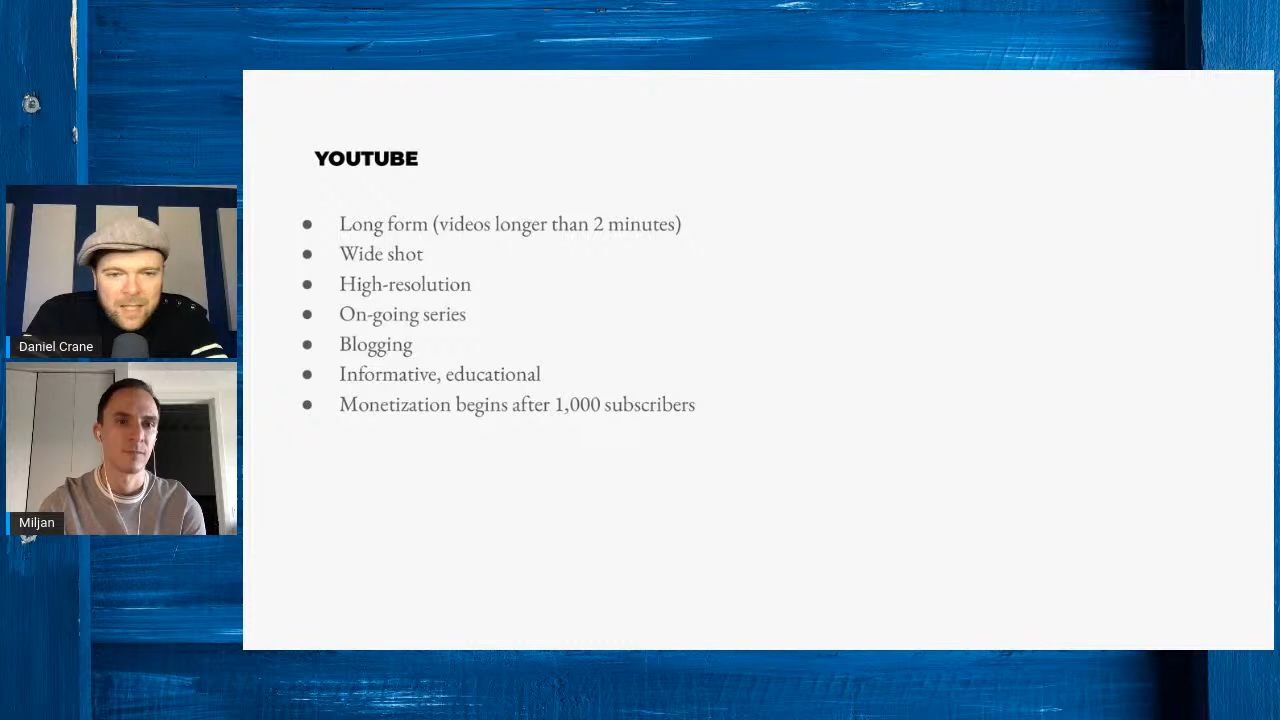 YOUTUBE
● Long form (videos longer than 2 minutes)
● Wide shot
● High-resolution
● On-going series
● Blogging
● Informative, educational
● Monetization begins after 1,000 subscribers
Daniel Crane
Miljan